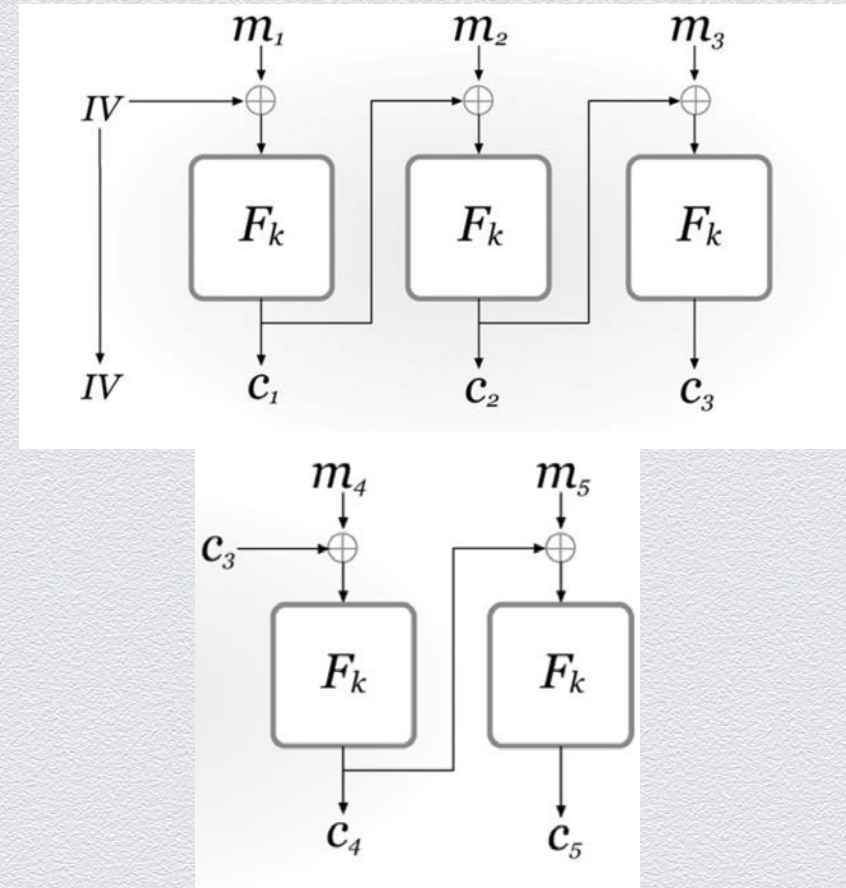 m₁ m₂ m₃
IV
Fₖ Fₖ Fₖ
IV c₁ c₂ c₃
m₄ m₅
c₃
Fₖ Fₖ
c₄ c₅